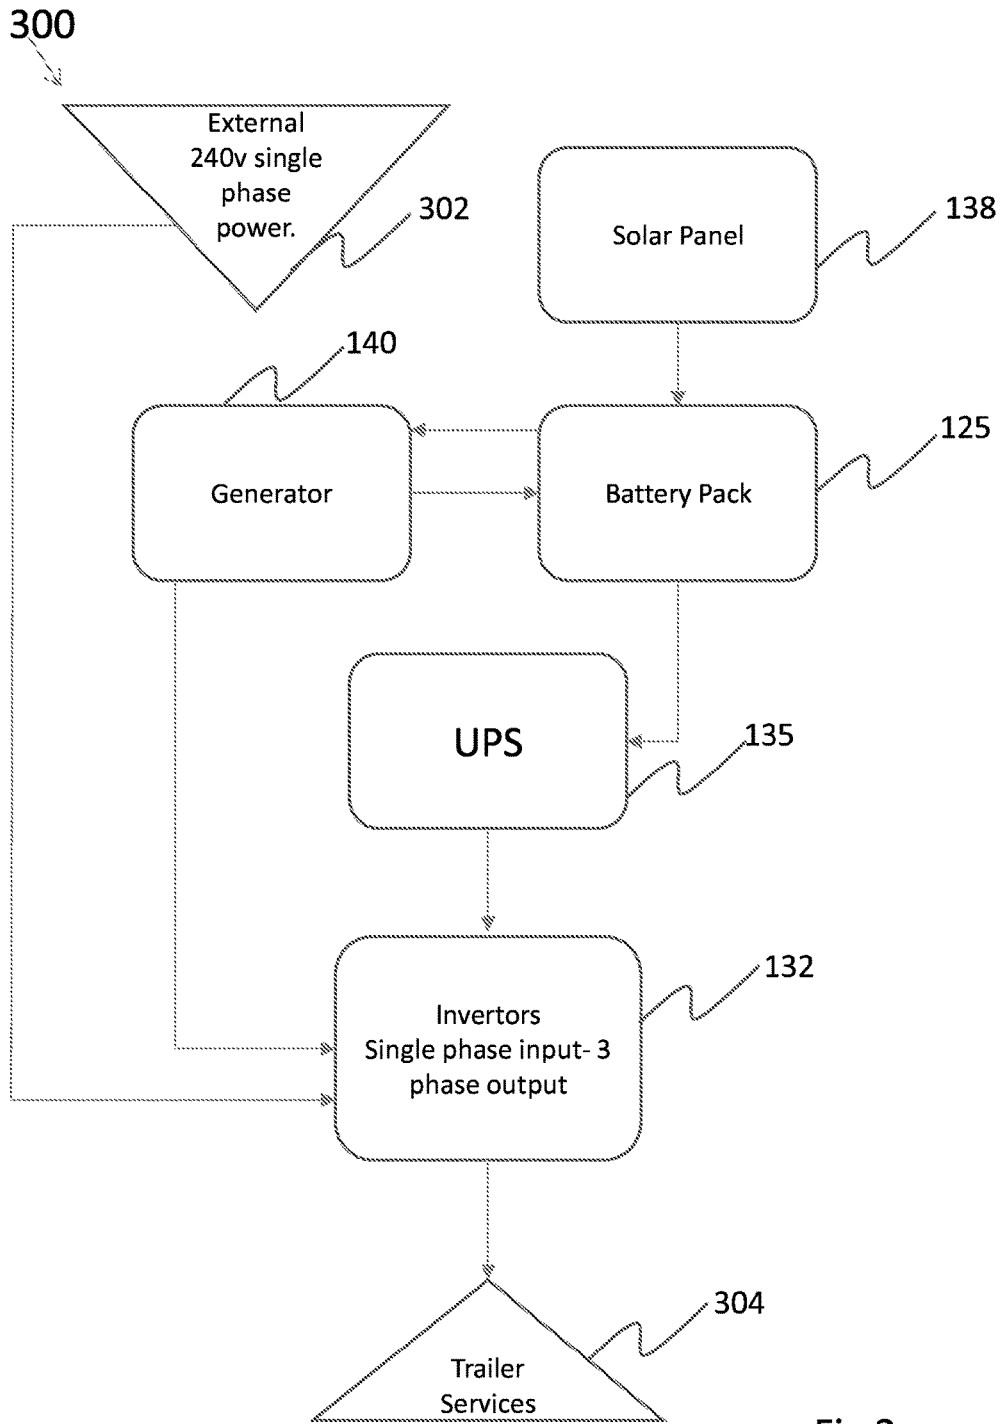 300
External
240v single
phase
power.
302
138
Solar Panel
140
125
Generator
Battery Pack
UPS
135
132
Invertors
Single phase input- 3
phase output
304
Trailer
Services